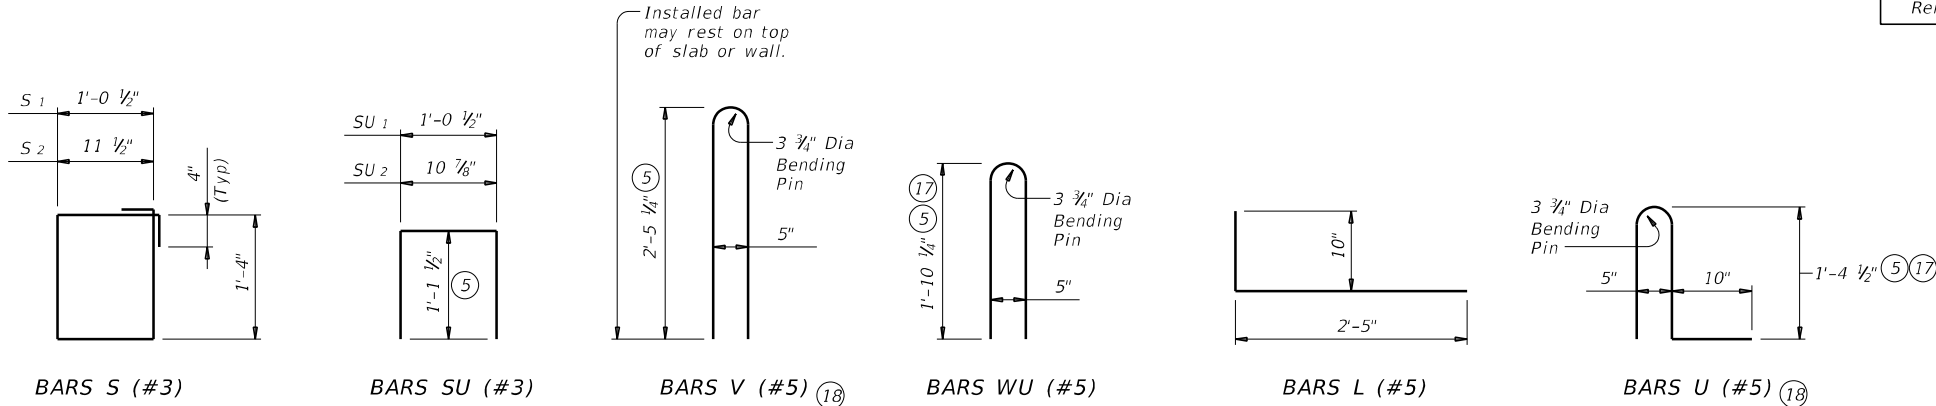 Installed bar
may rest on top
of slab or wall.
S 1 1'-0 ½"
S 2 11 ½"
4"
(Typ)
1'-4"
BARS S (#3)
SU 1 1'-0 ½"
SU 2 10 ⅞"
1'-1 ½" 5
BARS SU (#3)
2'-5 ¼" 5
3 ¾" Dia
Bending
Pin
5"
BARS V (#5) 18
1'-10 ¼" 5 17
3 ¾" Dia
Bending
Pin
5"
BARS WU (#5)
10"
2'-5"
BARS L (#5)
3 ¾" Dia
Bending
Pin
5" 10"
1'-4 ½" 5 17
BARS U (#5) 18